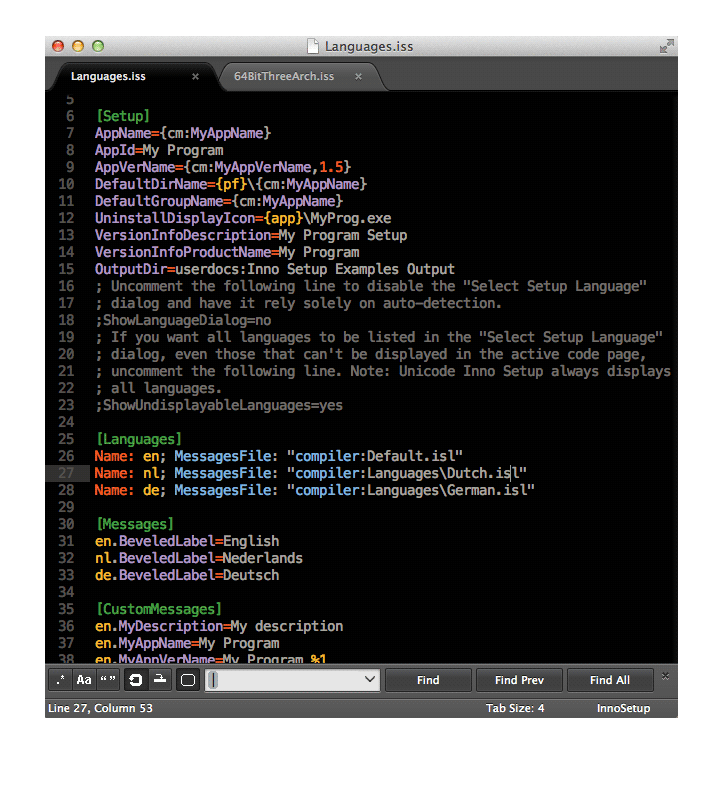 Languages.iss
Languages.iss × 64BitThreeArch.iss ×
5
6 [Setup]
7 AppName={cm:MyAppName}
8 AppId=My Program
9 AppVerName={cm:MyAppVerName,1.5}
10 DefaultDirName={pf}\{cm:MyAppName}
11 DefaultGroupName={cm:MyAppName}
12 UninstallDisplayIcon={app}\MyProg.exe
13 VersionInfoDescription=My Program Setup
14 VersionInfoProductName=My Program
15 OutputDir=userdocs:Inno Setup Examples Output
16 ; Uncomment the following line to disable the "Select Setup Language"
17 ; dialog and have it rely solely on auto-detection.
18 ;ShowLanguageDialog=no
19 ; If you want all languages to be listed in the "Select Setup Language"
20 ; dialog, even those that can't be displayed in the active code page,
21 ; uncomment the following line. Note: Unicode Inno Setup always displays
22 ; all languages.
23 ;ShowUndisplayableLanguages=yes
24
25 [Languages]
26 Name: en; MessagesFile: "compiler:Default.isl"
27 Name: nl; MessagesFile: "compiler:Languages\Dutch.isl"
28 Name: de; MessagesFile: "compiler:Languages\German.isl"
29
30 [Messages]
31 en.BeveledLabel=English
32 nl.BeveledLabel=Nederlands
33 de.BeveledLabel=Deutsch
34
35 [CustomMessages]
36 en.MyDescription=My description
37 en.MyAppName=My Program
38 en.MyAppVerName=My Program %1
.* Aa “ ” Find Find Prev Find All ×
Line 27, Column 53 Tab Size: 4 InnoSetup